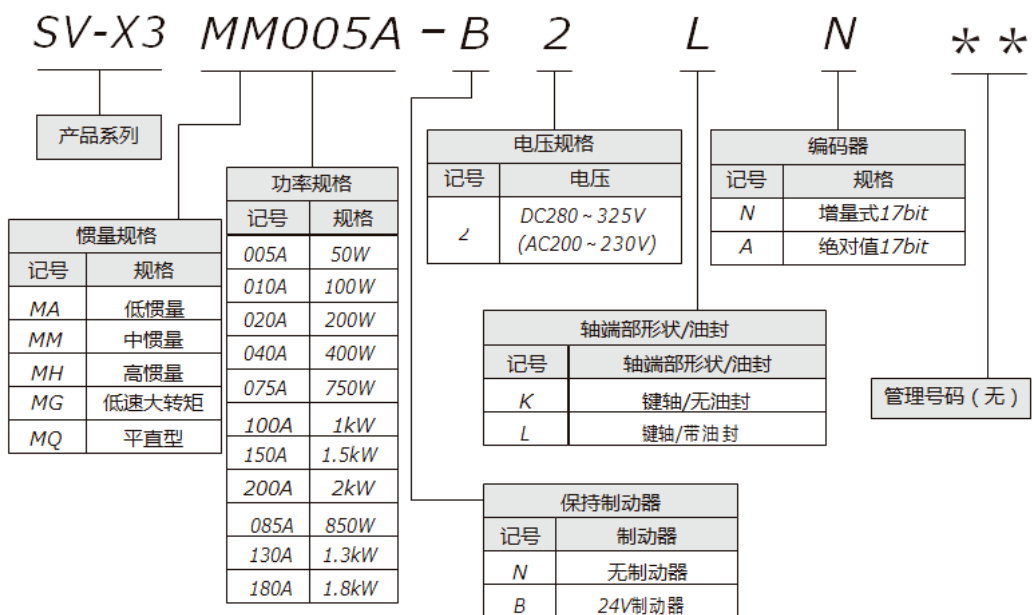 SV-X3 MM005A - B 2 L N * *
产品系列
惯量规格
记号 规格
MA 低惯量
MM 中惯量
MH 高惯量
MG 低速大转矩
MQ 平直型
功率规格
记号 规格
005A 50W
010A 100W
020A 200W
040A 400W
075A 750W
100A 1kW
150A 1.5kW
200A 2kW
085A 850W
130A 1.3kW
180A 1.8kW
电压规格
记号 电压
2 DC280~325V
(AC200~230V)
编码器
记号 规格
N 增量式17bit
A 绝对值17bit
轴端部形状/油封
记号 轴端部形状/油封
K 键轴/无油封
L 键轴/带油封
管理号码（无）
保持制动器
记号 制动器
N 无制动器
B 24V制动器